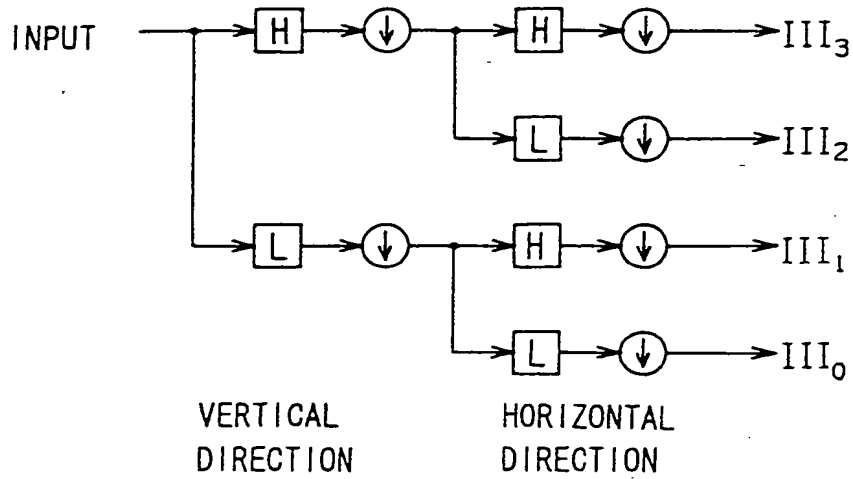 INPUT H ↓ H ↓ III₃
L ↓ III₂
L ↓ H ↓ III₁
L ↓ III₀
VERTICAL DIRECTION
HORIZONTAL DIRECTION